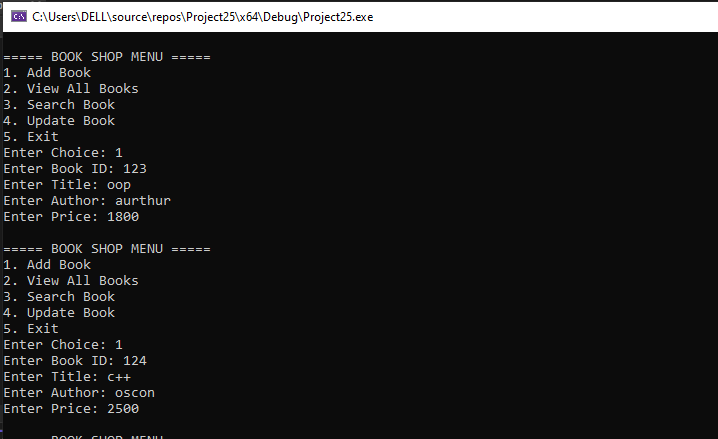 C:\Users\DELL\source\repos\Project25\x64\Debug\Project25.exe
===== BOOK SHOP MENU =====
1. Add Book
2. View All Books
3. Search Book
4. Update Book
5. Exit
Enter Choice: 1
Enter Book ID: 123
Enter Title: oop
Enter Author: aurthur
Enter Price: 1800
===== BOOK SHOP MENU =====
1. Add Book
2. View All Books
3. Search Book
4. Update Book
5. Exit
Enter Choice: 1
Enter Book ID: 124
Enter Title: c++
Enter Author: oscon
Enter Price: 2500
===== BOOK SHOP MENU =====